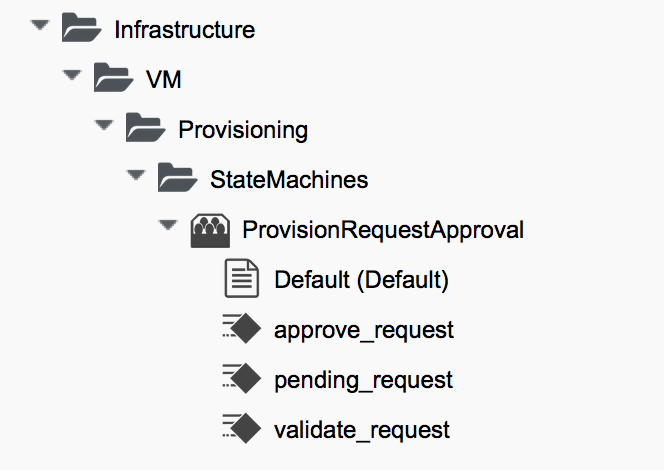 Infrastructure
VM
Provisioning
StateMachines
ProvisionRequestApproval
Default (Default)
approve_request
pending_request
validate_request